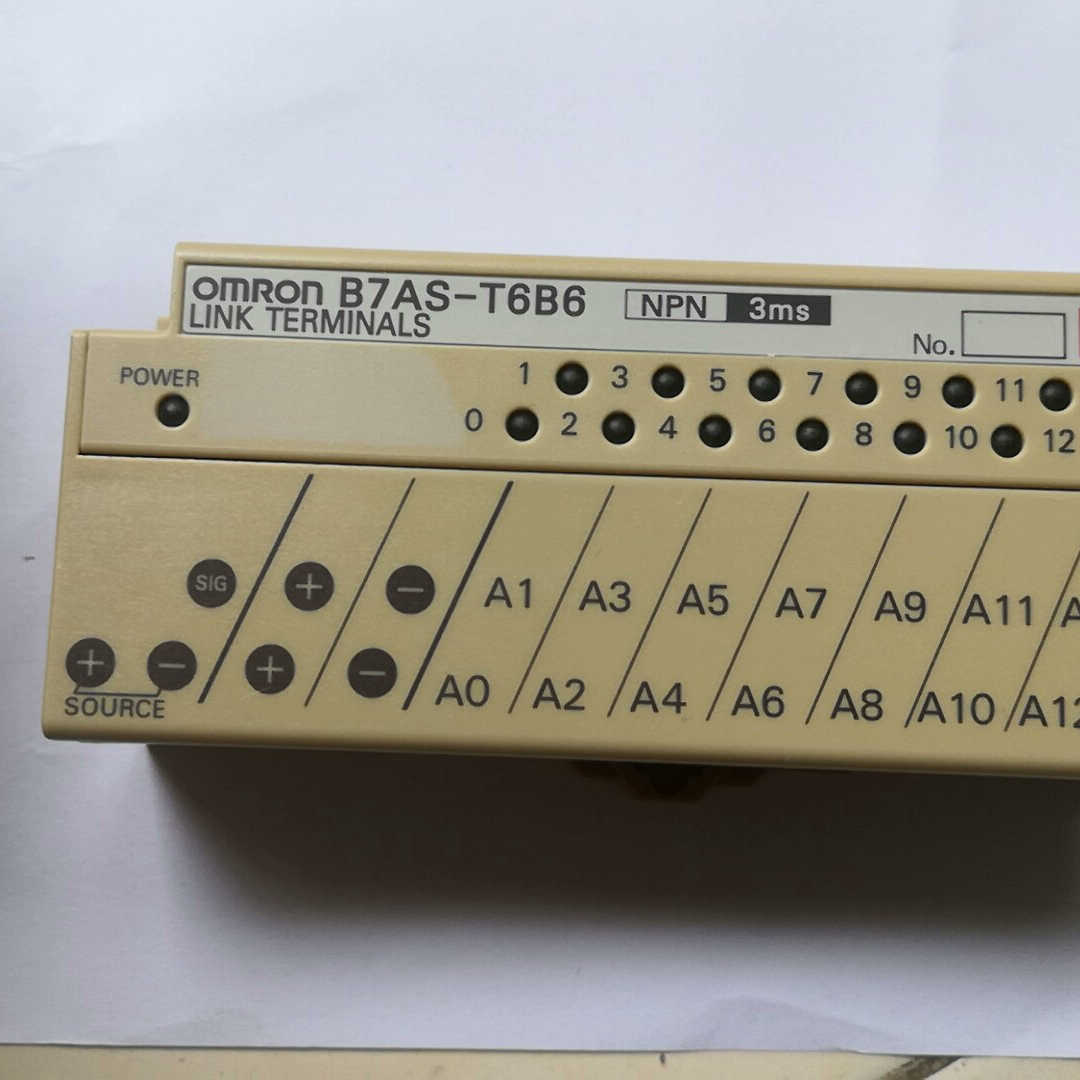 omron B7AS-T6B6 NPN 3ms
LINK TERMINALS
No.
POWER
1 3 5 7 9 11
0 2 4 6 8 10 12
SIG + - A1 A3 A5 A7 A9 A11
+ - + - A0 A2 A4 A6 A8 A10 A12
SOURCE